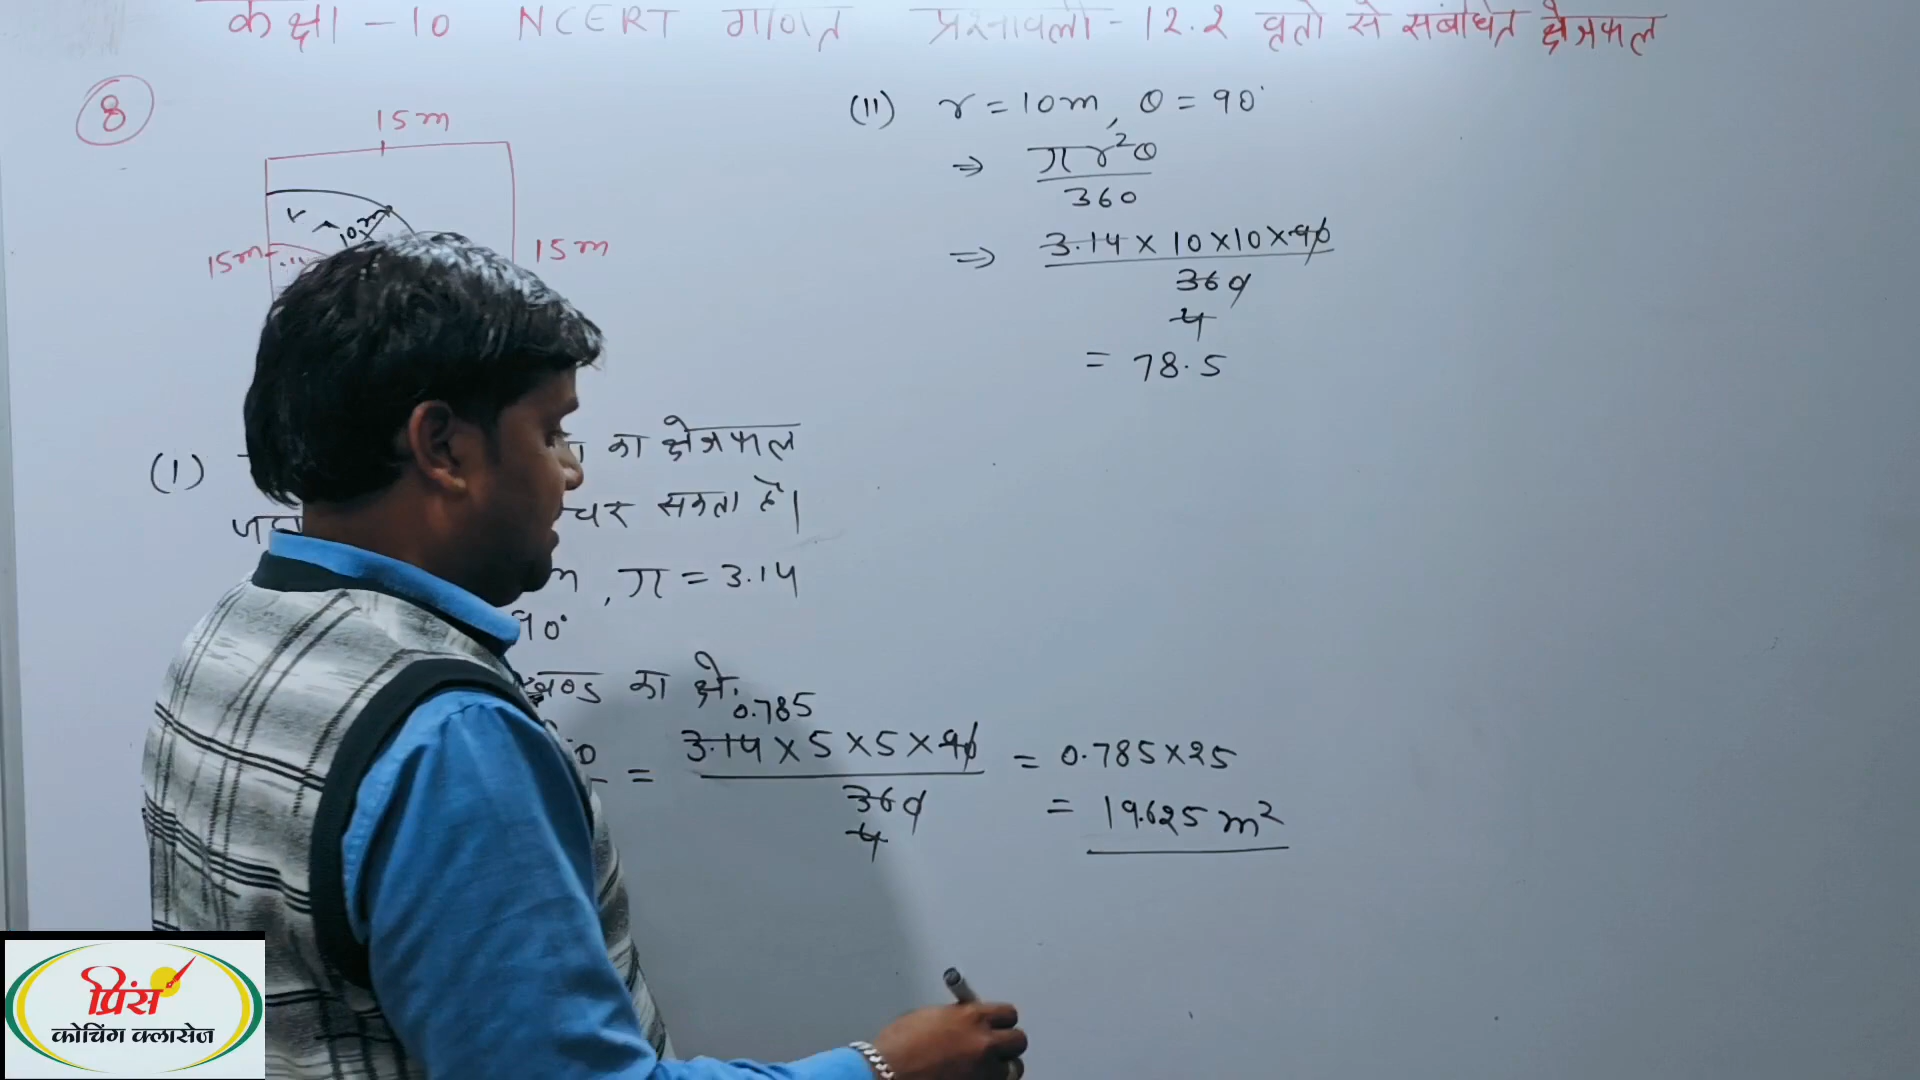 कक्षा - 10 NCERT गणित प्रश्नावली - 12.2 वृतो से संबंधित क्षेत्रफल
8
15m
10m
15m
15m
(I) का क्षेत्रफल
चर सकता है।
m, π = 3.14
90°
खण्ड का क्षे.
0.785
= 3.14 × 5 × 5 × 90 = 0.785 × 25
360
4
= 19.625 m²
(II) r = 10m, θ = 90°
⇒ πr²θ
360
⇒ 3.14 × 10 × 10 × 90
360
4
= 78.5
प्रिंस
कोचिंग क्लासेज